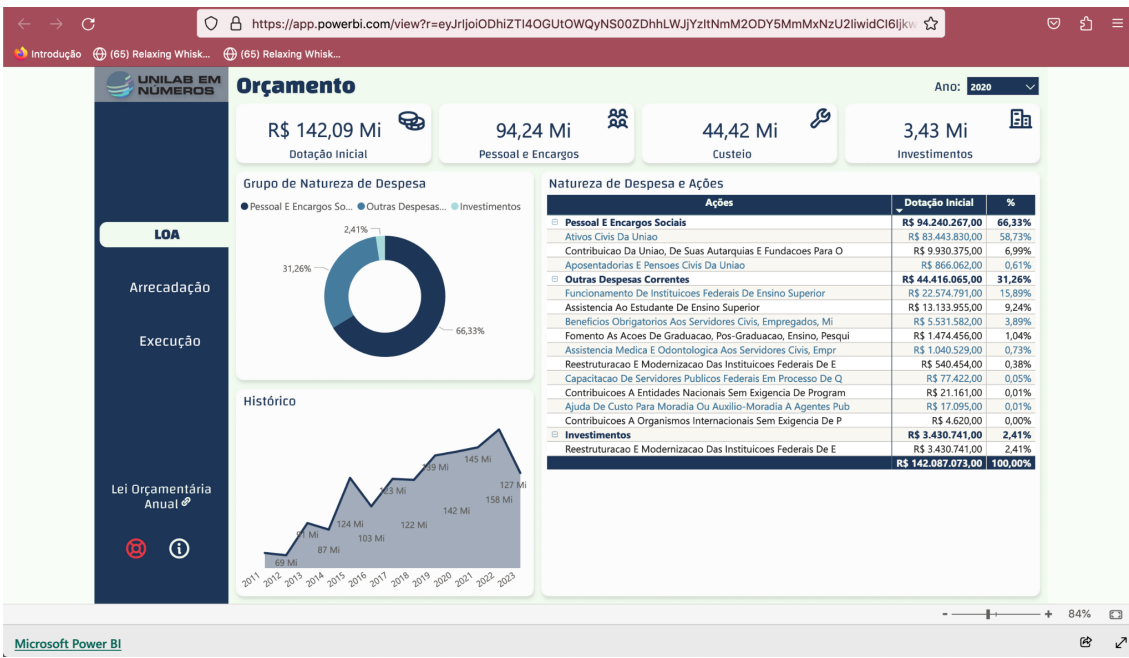 https://app.powerbi.com/view?r=eyJrIjoiODhiZTI4OGUtOWQyNS00ZDhhLWJjYzItNmM2ODY5MmMxNzU2IiwidCI6Ijkw
Introdução (65) Relaxing Whisk... (65) Relaxing Whisk...
UNILAB EM NÚMEROS
Orçamento
Ano: 2020
R$ 142,09 Mi
Dotação Inicial
94,24 Mi
Pessoal e Encargos
44,42 Mi
Custeio
3,43 Mi
Investimentos
LOA
Arrecadação
Execução
Lei Orçamentária
Anual
Grupo de Natureza de Despesa
Pessoal E Encargos So... Outras Despesas... Investimentos
2,41%
31,26%
66,33%
Histórico
69 Mi
91 Mi
87 Mi
124 Mi
103 Mi
123 Mi
122 Mi
139 Mi
142 Mi
145 Mi
158 Mi
127 Mi
2011 2012 2013 2014 2015 2016 2017 2018 2019 2020 2021 2022 2023
Natureza de Despesa e Ações
Ações Dotação Inicial %
Pessoal E Encargos Sociais R$ 94.240.267,00 66,33%
Ativos Civis Da Uniao R$ 83.443.830,00 58,73%
Contribuicao Da Uniao, De Suas Autarquias E Fundacoes Para O R$ 9.930.375,00 6,99%
Aposentadorias E Pensoes Civis Da Uniao R$ 866.062,00 0,61%
Outras Despesas Correntes R$ 44.416.065,00 31,26%
Funcionamento De Instituicoes Federais De Ensino Superior R$ 22.574.791,00 15,89%
Assistencia Ao Estudante De Ensino Superior R$ 13.133.955,00 9,24%
Beneficios Obrigatorios Aos Servidores Civis, Empregados, Mi R$ 5.531.582,00 3,89%
Fomento As Acoes De Graduacao, Pos-Graduacao, Ensino, Pesqui R$ 1.474.456,00 1,04%
Assistencia Medica E Odontologica Aos Servidores Civis, Empr R$ 1.040.529,00 0,73%
Reestruturacao E Modernizacao Das Instituicoes Federais De E R$ 540.454,00 0,38%
Capacitacao De Servidores Publicos Federais Em Processo De Q R$ 77.422,00 0,05%
Contribuicoes A Entidades Nacionais Sem Exigencia De Program R$ 21.161,00 0,01%
Ajuda De Custo Para Moradia Ou Auxilio-Moradia A Agentes Pub R$ 17.095,00 0,01%
Contribuicoes A Organismos Internacionais Sem Exigencia De P R$ 4.620,00 0,00%
Investimentos R$ 3.430.741,00 2,41%
Reestruturacao E Modernizacao Das Instituicoes Federais De E R$ 3.430.741,00 2,41%
R$ 142.087.073,00 100,00%
- + 84%
Microsoft Power BI